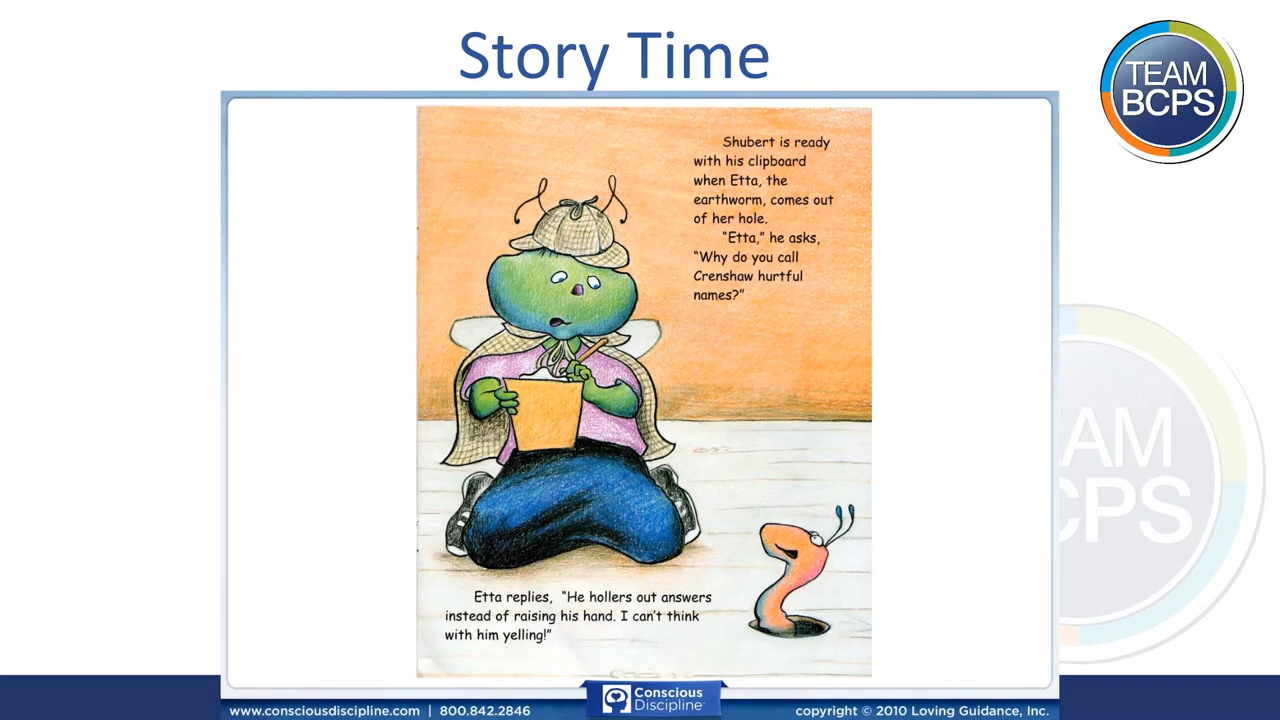 Story Time
TEAM
BCPS
Shubert is ready
with his clipboard
when Etta, the
earthworm, comes out
of her hole.
“Etta,” he asks,
“Why do you call
Crenshaw hurtful
names?”
Etta replies, “He hollers out answers
instead of raising his hand. I can’t think
with him yelling!”
AM
CPS
www.consciousdiscipline.com | 800.842.2846
Conscious
Discipline®
copyright © 2010 Loving Guidance, Inc.